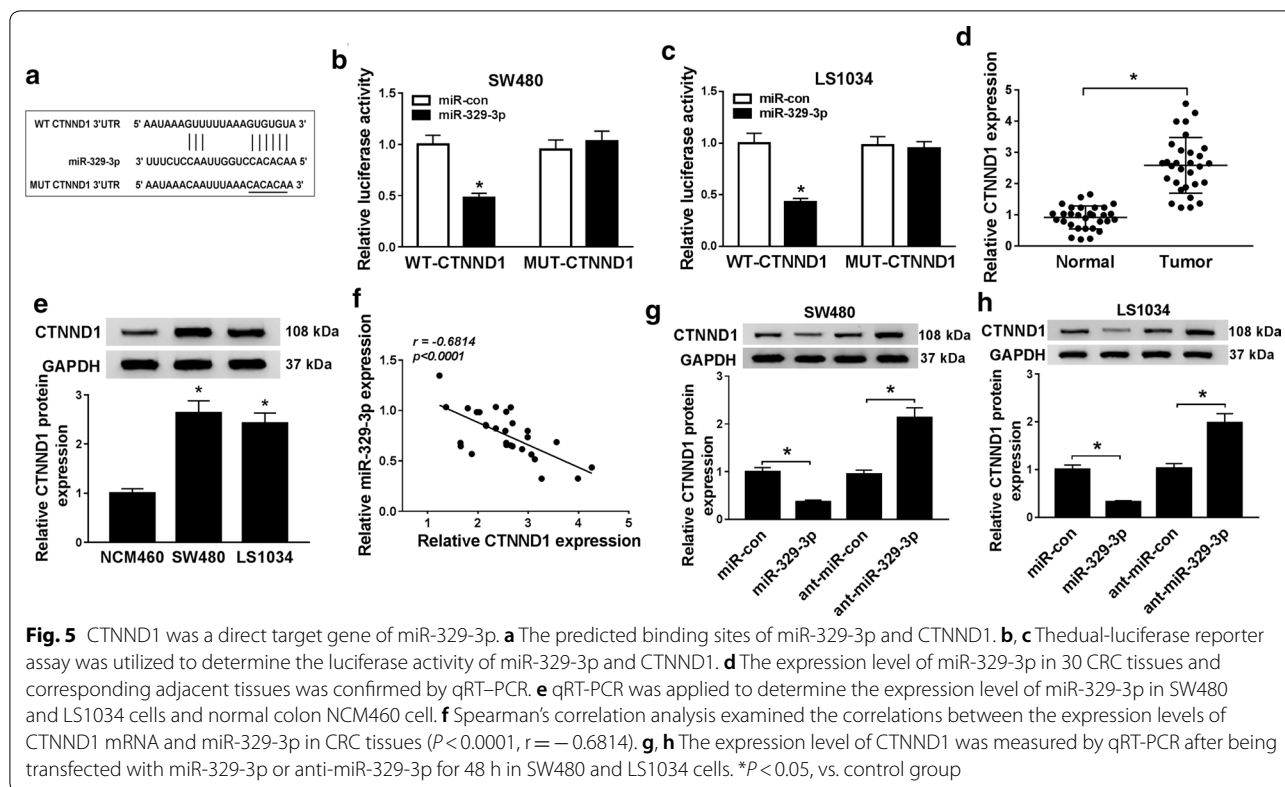 a
WT CTNND1 3'UTR 5' AAUAAAGUUUUUAAAGUGUGUA 3'
miR-329-3p 3' UUUCUCCAAUUGGUCCACACAA 5'
MUT CTNND1 3'UTR 5' AAUAAACAAUUUAAACACACAA 3'
b
SW480
miR-con
miR-329-3p
Relative luciferase activity
1.5
1.0
0.5
0.0
*
WT-CTNND1 MUT-CTNND1
c
LS1034
miR-con
miR-329-3p
Relative luciferase activity
1.5
1.0
0.5
0.0
*
WT-CTNND1 MUT-CTNND1
d
Relative CTNND1 expression
5
4
3
2
1
0
*
Normal Tumor
e
CTNND1 108 kDa
GAPDH 37 kDa
Relative CTNND1 protein
expression
3
2
1
0
* *
NCM460 SW480 LS1034
f
r = -0.6814
p<0.0001
Relative miR-329-3p expression
1.5
1.0
0.5
0.0
1 2 3 4 5
Relative CTNND1 expression
g
SW480
CTNND1 108 kDa
GAPDH 37 kDa
Relative CTNND1 protein
expression
3
2
1
0
* *
miR-con miR-329-3p ant-miR-con ant-miR-329-3p
h
LS1034
CTNND1 108 kDa
GAPDH 37 kDa
Relative CTNND1 protein
expression
3
2
1
0
* *
miR-con miR-329-3p ant-miR-con ant-miR-329-3p
Fig. 5 CTNND1 was a direct target gene of miR-329-3p. a The predicted binding sites of miR-329-3p and CTNND1. b, c Thedual-luciferase reporter
assay was utilized to determine the luciferase activity of miR-329-3p and CTNND1. d The expression level of miR-329-3p in 30 CRC tissues and
corresponding adjacent tissues was confirmed by qRT–PCR. e qRT-PCR was applied to determine the expression level of miR-329-3p in SW480
and LS1034 cells and normal colon NCM460 cell. f Spearman's correlation analysis examined the correlations between the expression levels of
CTNND1 mRNA and miR-329-3p in CRC tissues (P < 0.0001, r = − 0.6814). g, h The expression level of CTNND1 was measured by qRT-PCR after being
transfected with miR-329-3p or anti-miR-329-3p for 48 h in SW480 and LS1034 cells. *P < 0.05, vs. control group